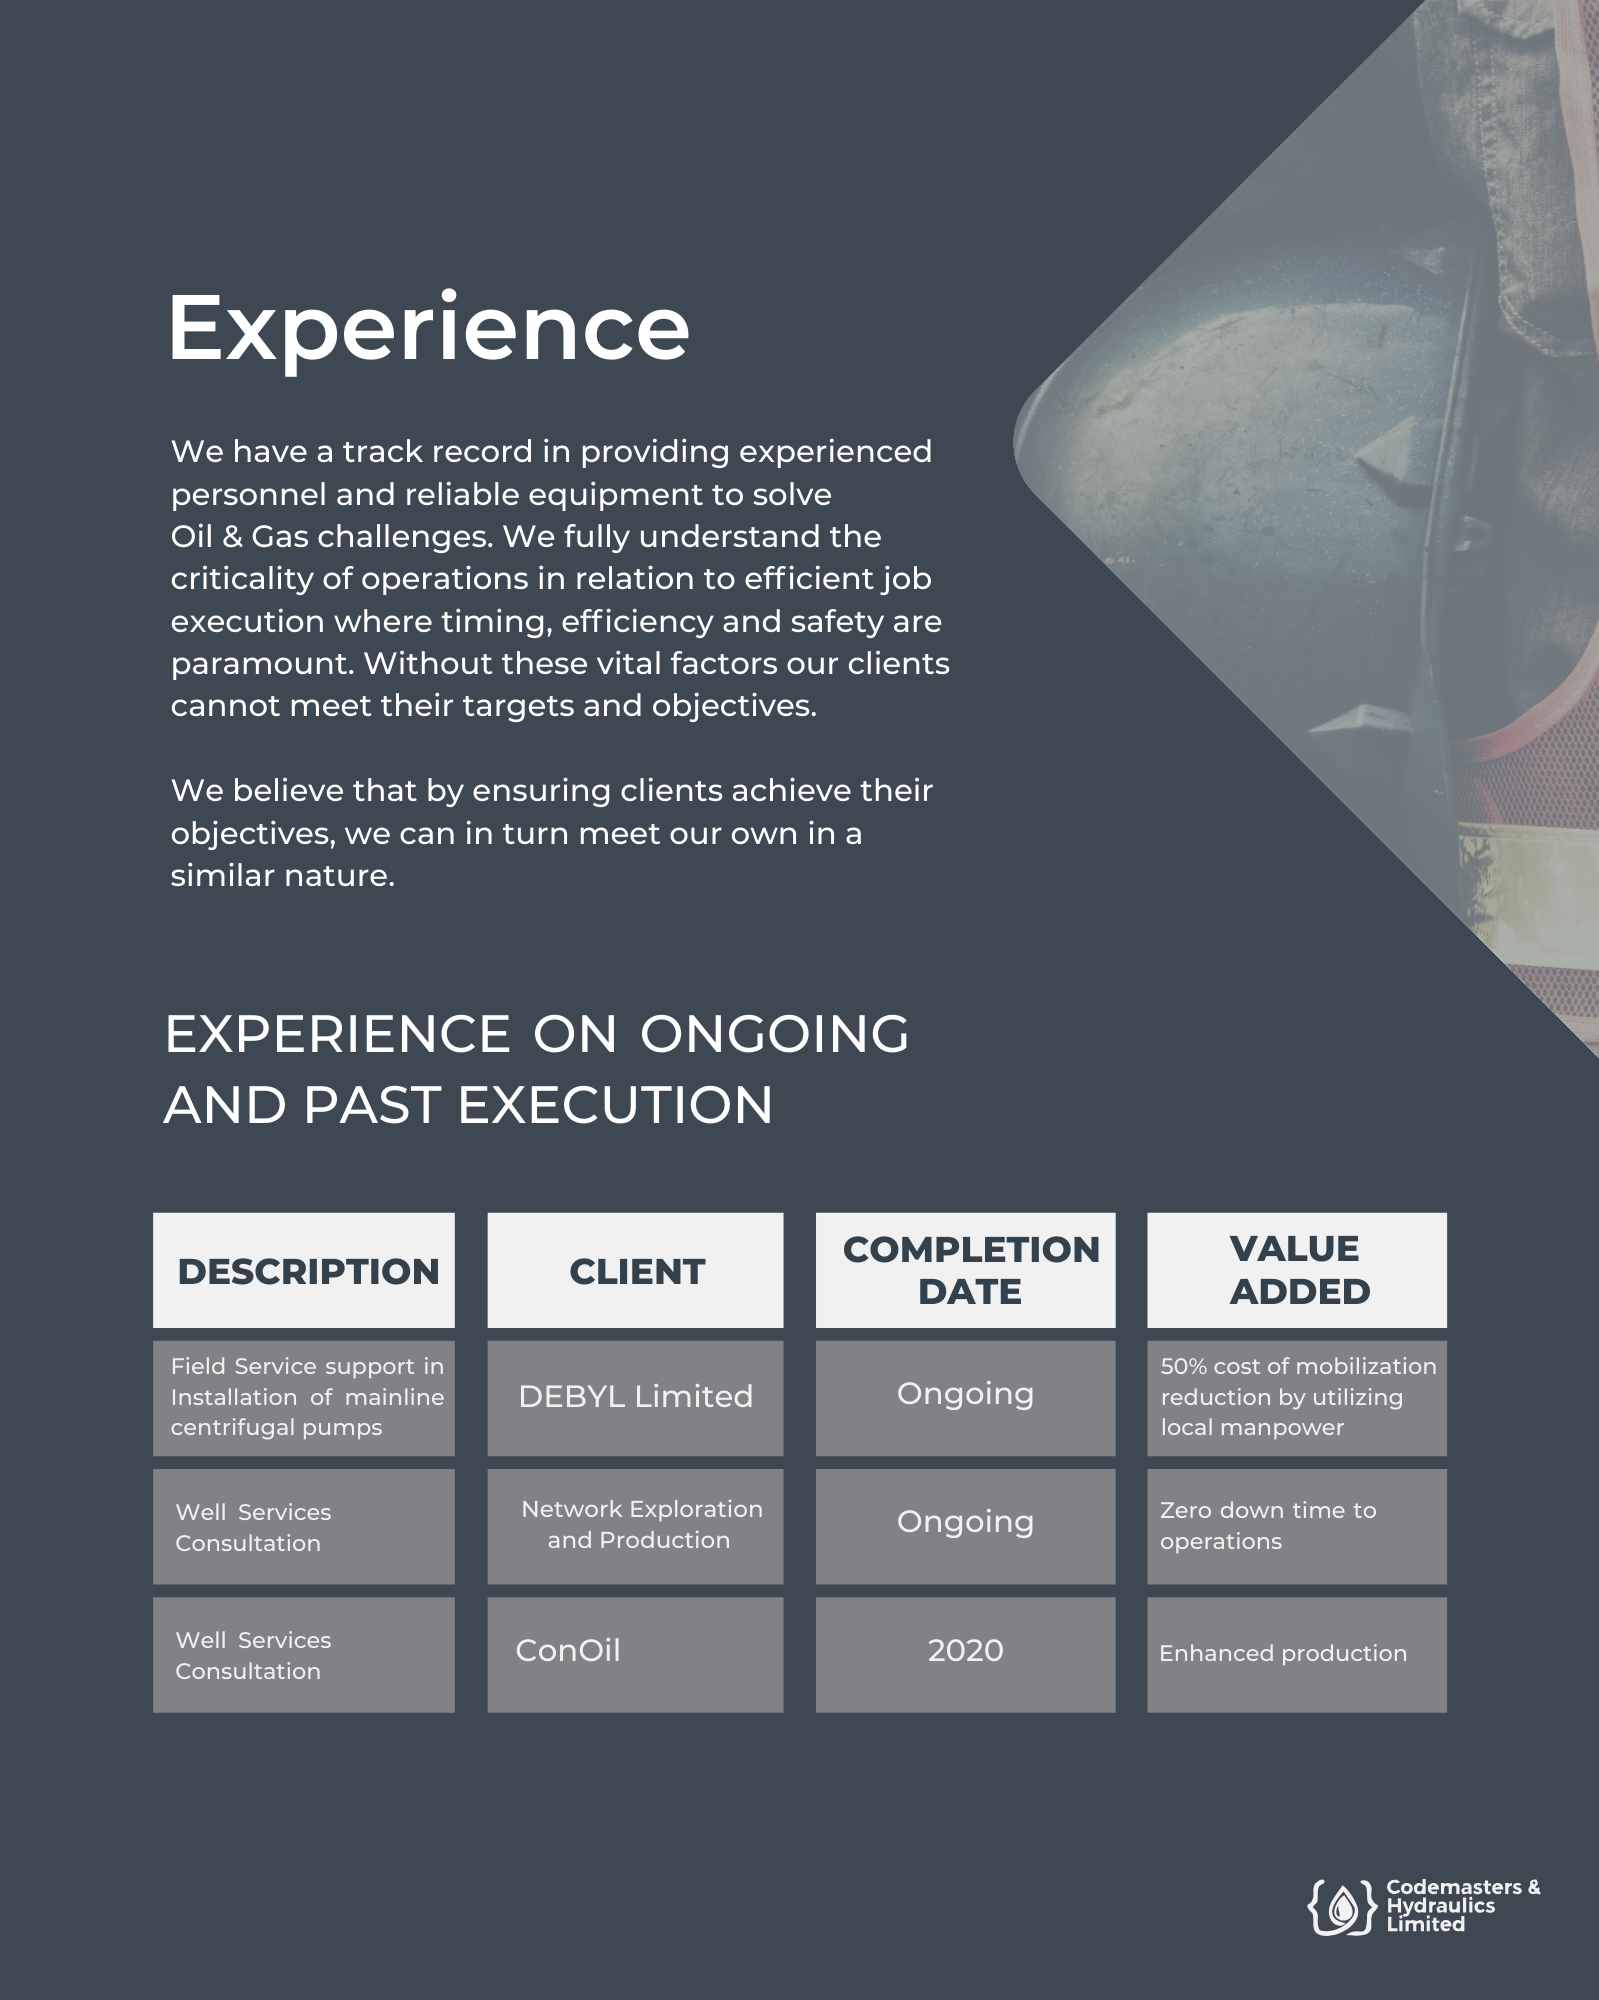 Experience
We have a track record in providing experienced
personnel and reliable equipment to solve
Oil & Gas challenges. We fully understand the
criticality of operations in relation to efficient job
execution where timing, efficiency and safety are
paramount. Without these vital factors our clients
cannot meet their targets and objectives.
We believe that by ensuring clients achieve their
objectives, we can in turn meet our own in a
similar nature.
EXPERIENCE ON ONGOING
AND PAST EXECUTION
DESCRIPTION
CLIENT
COMPLETION
DATE
VALUE
ADDED
Field Service support in
Installation of mainline
centrifugal pumps
DEBYL Limited
Ongoing
50% cost of mobilization
reduction by utilizing
local manpower
Well Services
Consultation
Network Exploration
and Production
Ongoing
Zero down time to
operations
Well Services
Consultation
ConOil
2020
Enhanced production
Codemasters &
Hydraulics
Limited